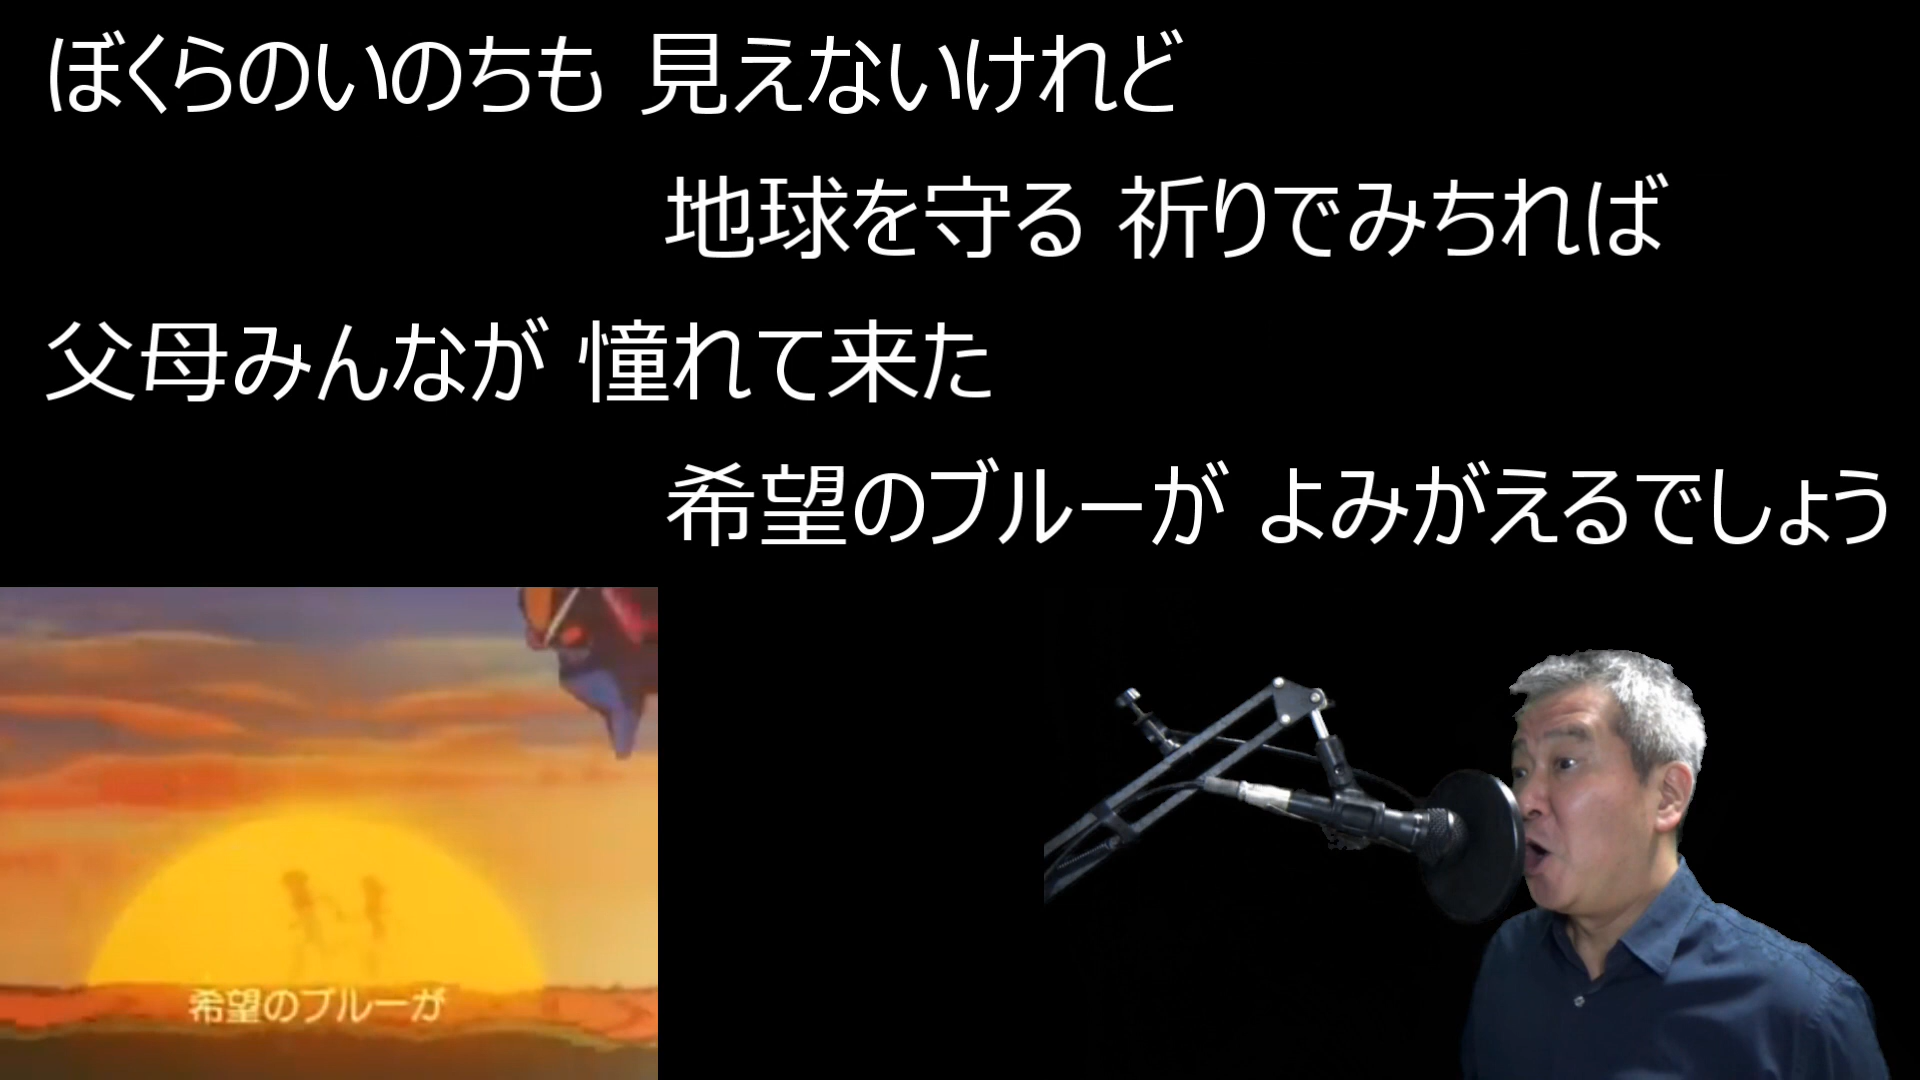 ぼくらのいのちも 見えないけれど
地球を守る 祈りでみちれば
父母みんなが 憧れて来た
希望のブルーが よみがえるでしょう
希望のブルーが